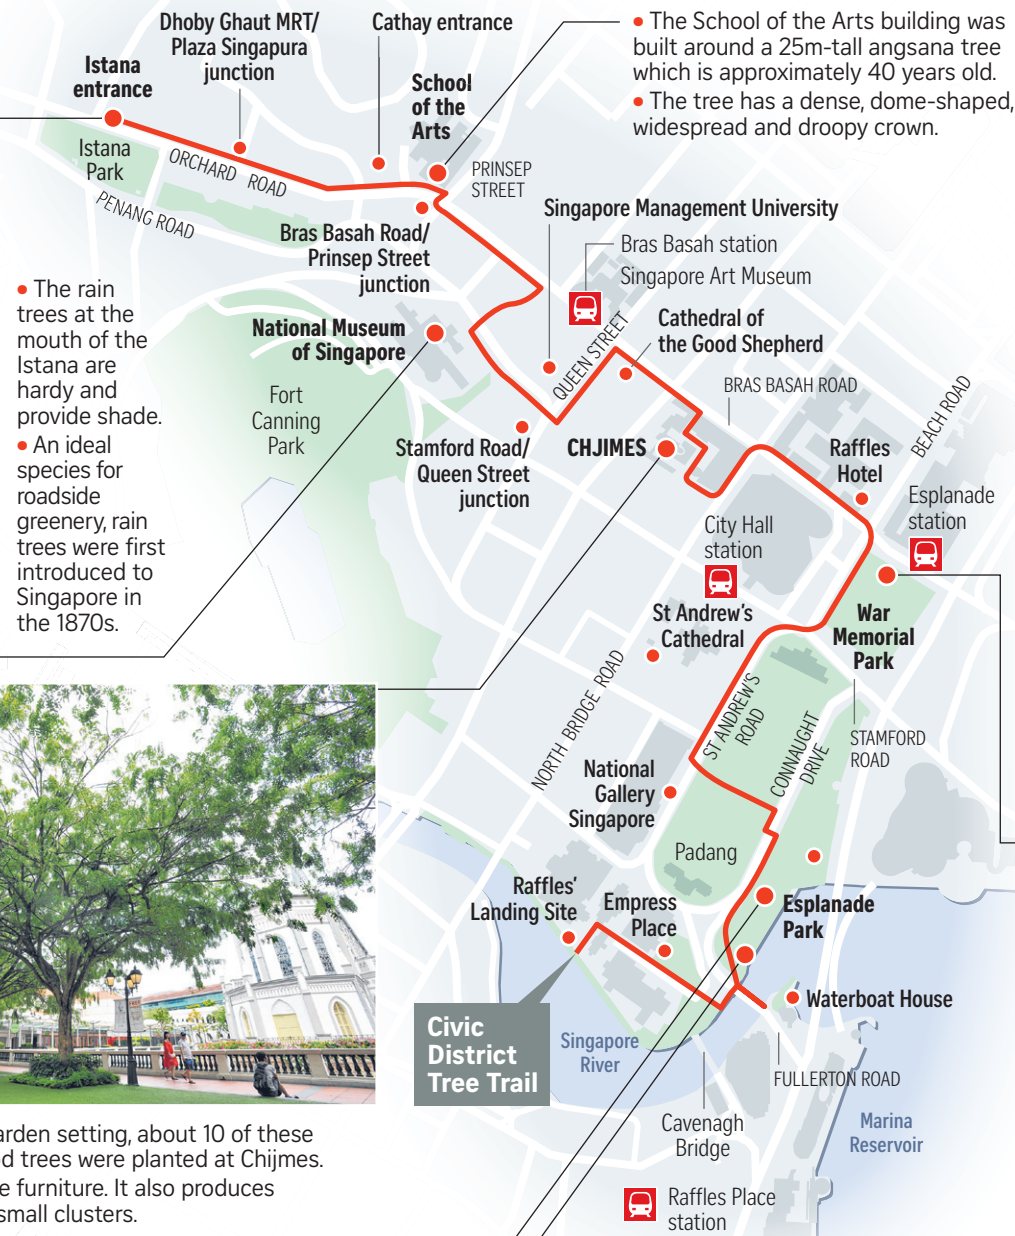 Dhoby Ghaut MRT/
Plaza Singapura
junction
Cathay entrance
• The School of the Arts building was
built around a 25m-tall angsana tree
which is approximately 40 years old.
• The tree has a dense, dome-shaped,
widespread and droopy crown.
Istana
entrance
School
of the
Arts
Istana
Park
ORCHARD ROAD
PENANG ROAD
PRINSEP
STREET
Bras Basah Road/
Prinsep Street
junction
Singapore Management University
Bras Basah station
Singapore Art Museum
• The rain
trees at the
mouth of the
Istana are
hardy and
provide shade.
• An ideal
species for
roadside
greenery, rain
trees were first
introduced to
Singapore in
the 1870s.
National Museum
of Singapore
QUEEN STREET
Cathedral of
the Good Shepherd
BRAS BASAH ROAD
BEACH ROAD
Fort
Canning
Park
Stamford Road/
Queen Street
junction
CHJIMES
Raffles
Hotel
Esplanade
station
City Hall
station
St Andrew's
Cathedral
War
Memorial
Park
NORTH BRIDGE ROAD
ST ANDREW'S
ROAD
CONNAUGHT
DRIVE
STAMFORD
ROAD
National
Gallery
Singapore
Padang
Raffles'
Landing Site
Empress
Place
Esplanade
Park
Waterboat House
Civic
District
Tree Trail
Singapore
River
FULLERTON ROAD
Cavenagh
Bridge
Marina
Reservoir
Raffles Place
station
arden setting, about 10 of these
od trees were planted at Chijmes.
e furniture. It also produces
small clusters.